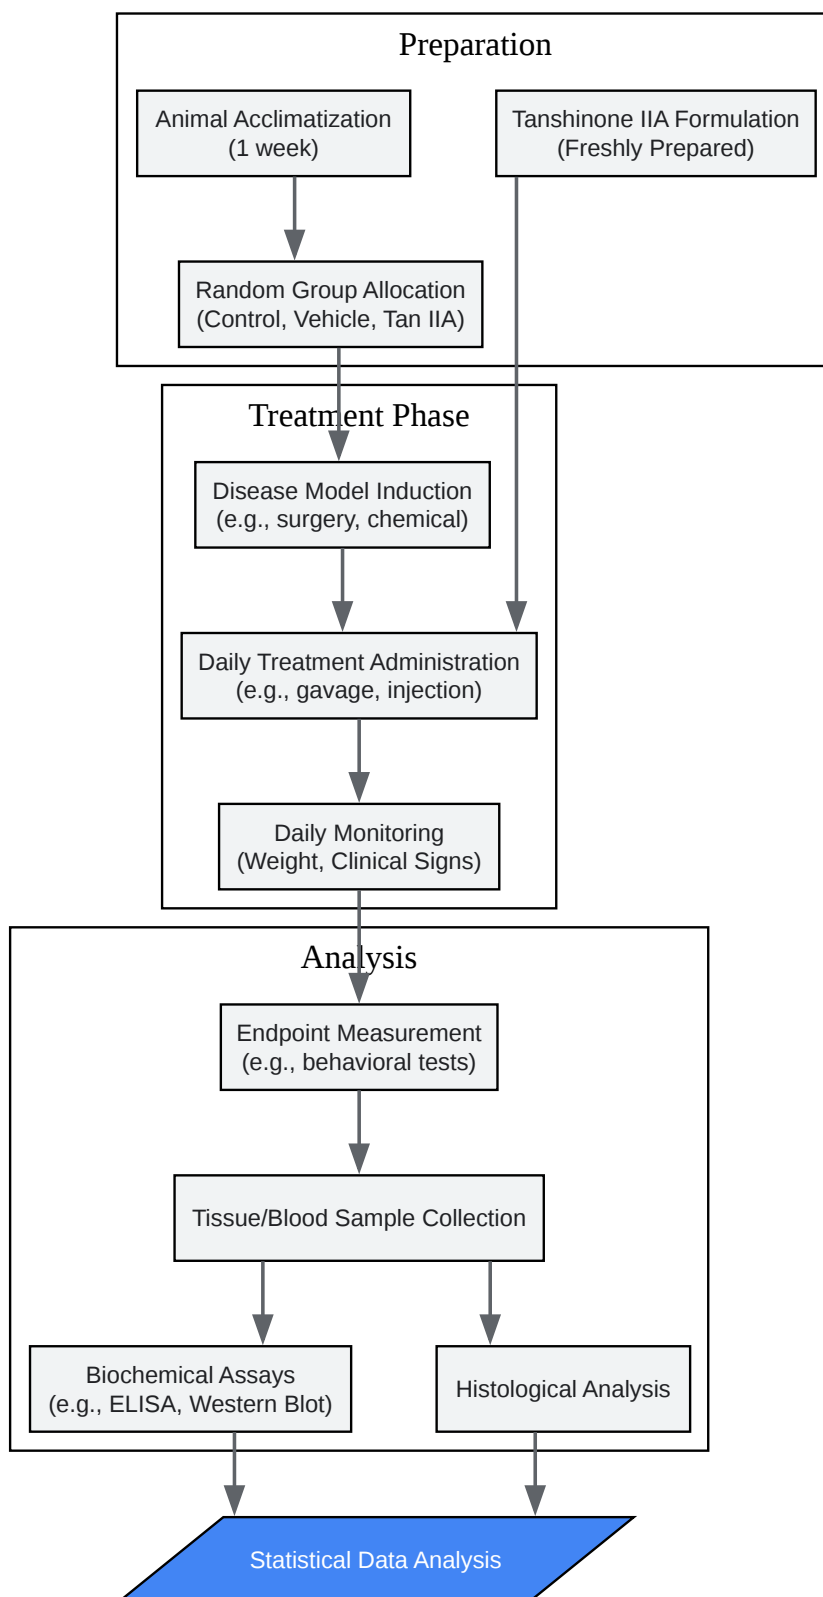 Preparation
Animal Acclimatization
(1 week)
Tanshinone IIA Formulation
(Freshly Prepared)
Random Group Allocation
(Control, Vehicle, Tan IIA)
Treatment Phase
Disease Model Induction
(e.g., surgery, chemical)
Daily Treatment Administration
(e.g., gavage, injection)
Daily Monitoring
(Weight, Clinical Signs)
Analysis
Endpoint Measurement
(e.g., behavioral tests)
Tissue/Blood Sample Collection
Biochemical Assays
(e.g., ELISA, Western Blot)
Histological Analysis
Statistical Data Analysis